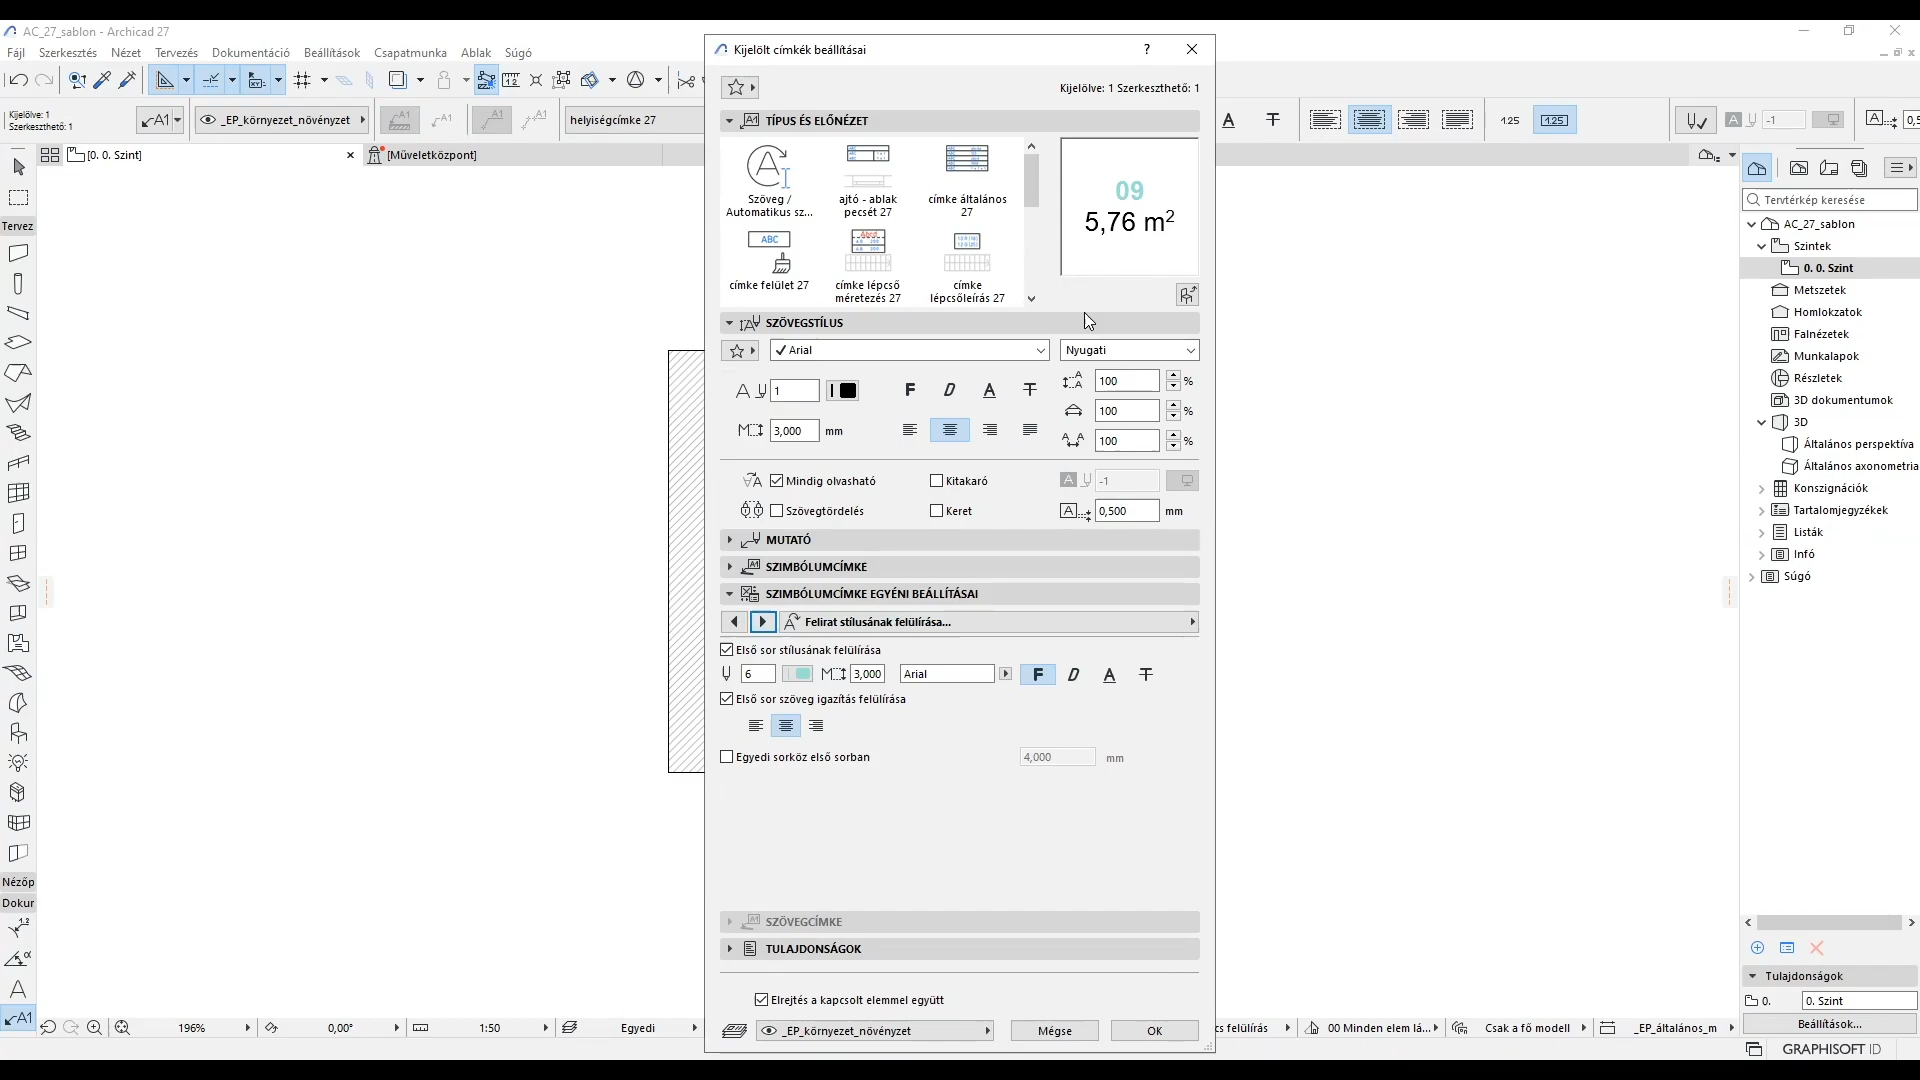 AC_27_sablon - Archicad 27
Fájl Szerkesztés Nézet Tervezés Dokumentáció Beállítások Csapatmunka Ablak Súgó
Kijelölve: 1
Szerkeszthető: 1
_EP_környezet_növényzet
helyiségcímke 27
-1
[0. 0. Szint]
[Műveletközpont]
Tervez
Nézőp
Dokur
Kijelölt címkék beállításai
Kijelölve: 1 Szerkeszthető: 1
TÍPUS ÉS ELŐNÉZET
Szöveg /
Automatikus sz...
ajtó - ablak
pecsét 27
címke általános
27
címke felület 27
címke lépcső
méretezés 27
címke
lépcsőleírás 27
09
5,76 m²
SZÖVEGSTÍLUS
Arial
Nyugati
1
100 %
100 %
3,000 mm
100 %
Mindig olvasható
Kitakaró
-1
Szövegtördelés
Keret
0,500 mm
MUTATÓ
SZIMBÓLUMCÍMKE
SZIMBÓLUMCÍMKE EGYÉNI BEÁLLÍTÁSAI
Felirat stílusának felülírása...
Első sor stílusának felülírása
6 3,000 Arial
Első sor szöveg igazítás felülírása
Egyedi sorköz első sorban 4,000 mm
SZÖVEGCÍMKE
TULAJDONSÁGOK
Elrejtés a kapcsolt elemmel együtt
_EP_környezet_növényzet
Mégse
OK
Tervtérkép keresése
AC_27_sablon
Szintek
0. 0. Szint
Metszetek
Homlokzatok
Falnézetek
Munkalapok
Részletek
3D dokumentumok
3D
Általános perspektíva
Általános axonometria
Konszignációk
Tartalomjegyzékek
Listák
Infó
Súgó
Tulajdonságok
0. 0. Szint
Beállítások...
196% 0,00° 1:50 Egyedi
cs felülírás 00 Minden elem lá... Csak a fő modell _EP_általános_m
GRAPHISOFT ID